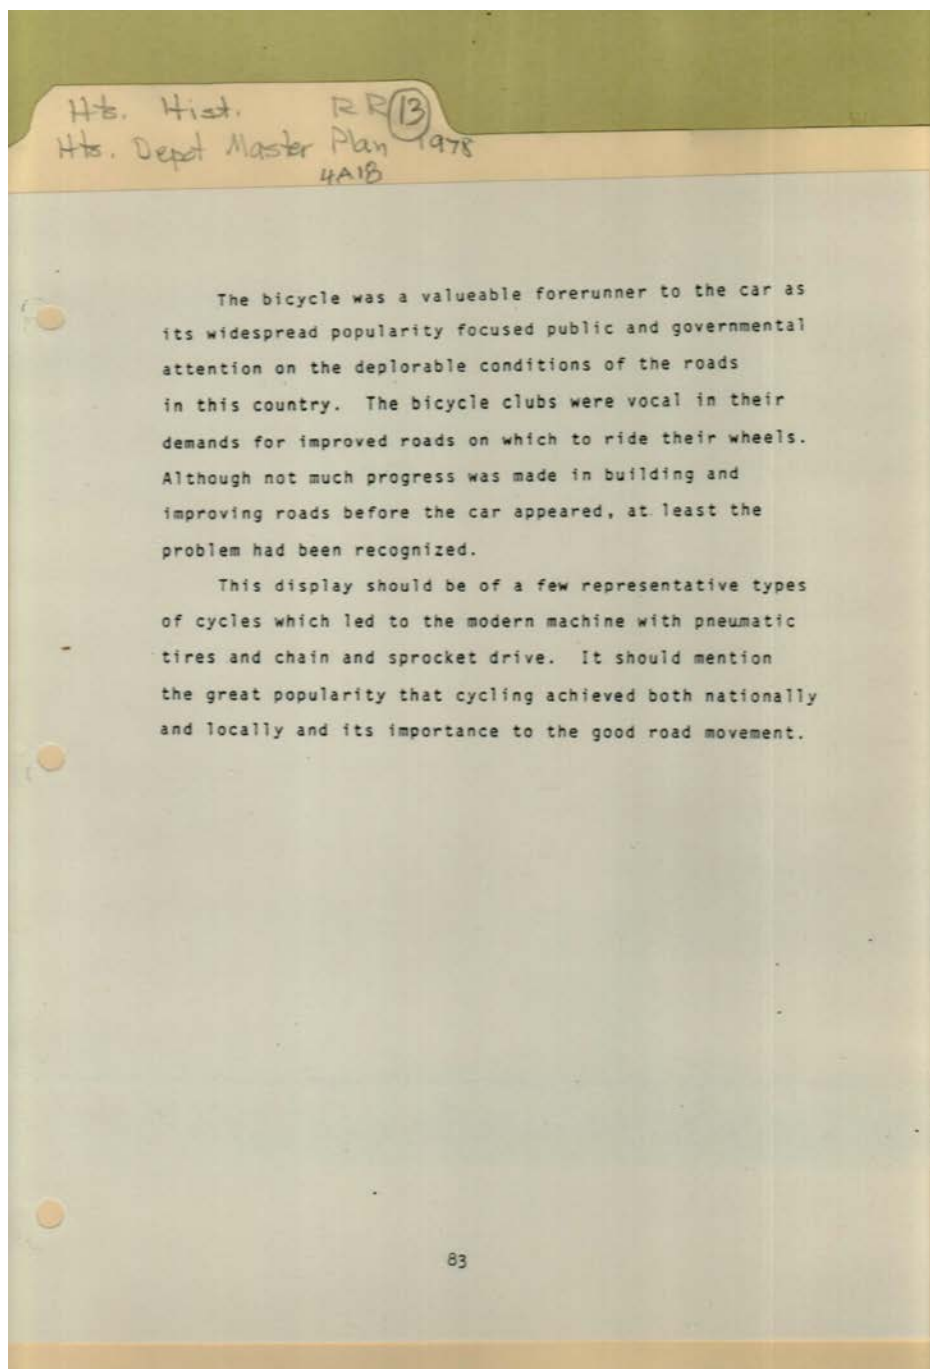 Hts. Hist. RR 13
Hts. Depot Master Plan 1978
4A18
The bicycle was a valueable forerunner to the car as
its widespread popularity focused public and governmental
attention on the deplorable conditions of the roads
in this country. The bicycle clubs were vocal in their
demands for improved roads on which to ride their wheels.
Although not much progress was made in building and
improving roads before the car appeared, at least the
problem had been recognized.
This display should be of a few representative types
of cycles which led to the modern machine with pneumatic
tires and chain and sprocket drive. It should mention
the great popularity that cycling achieved both nationally
and locally and its importance to the good road movement.
83